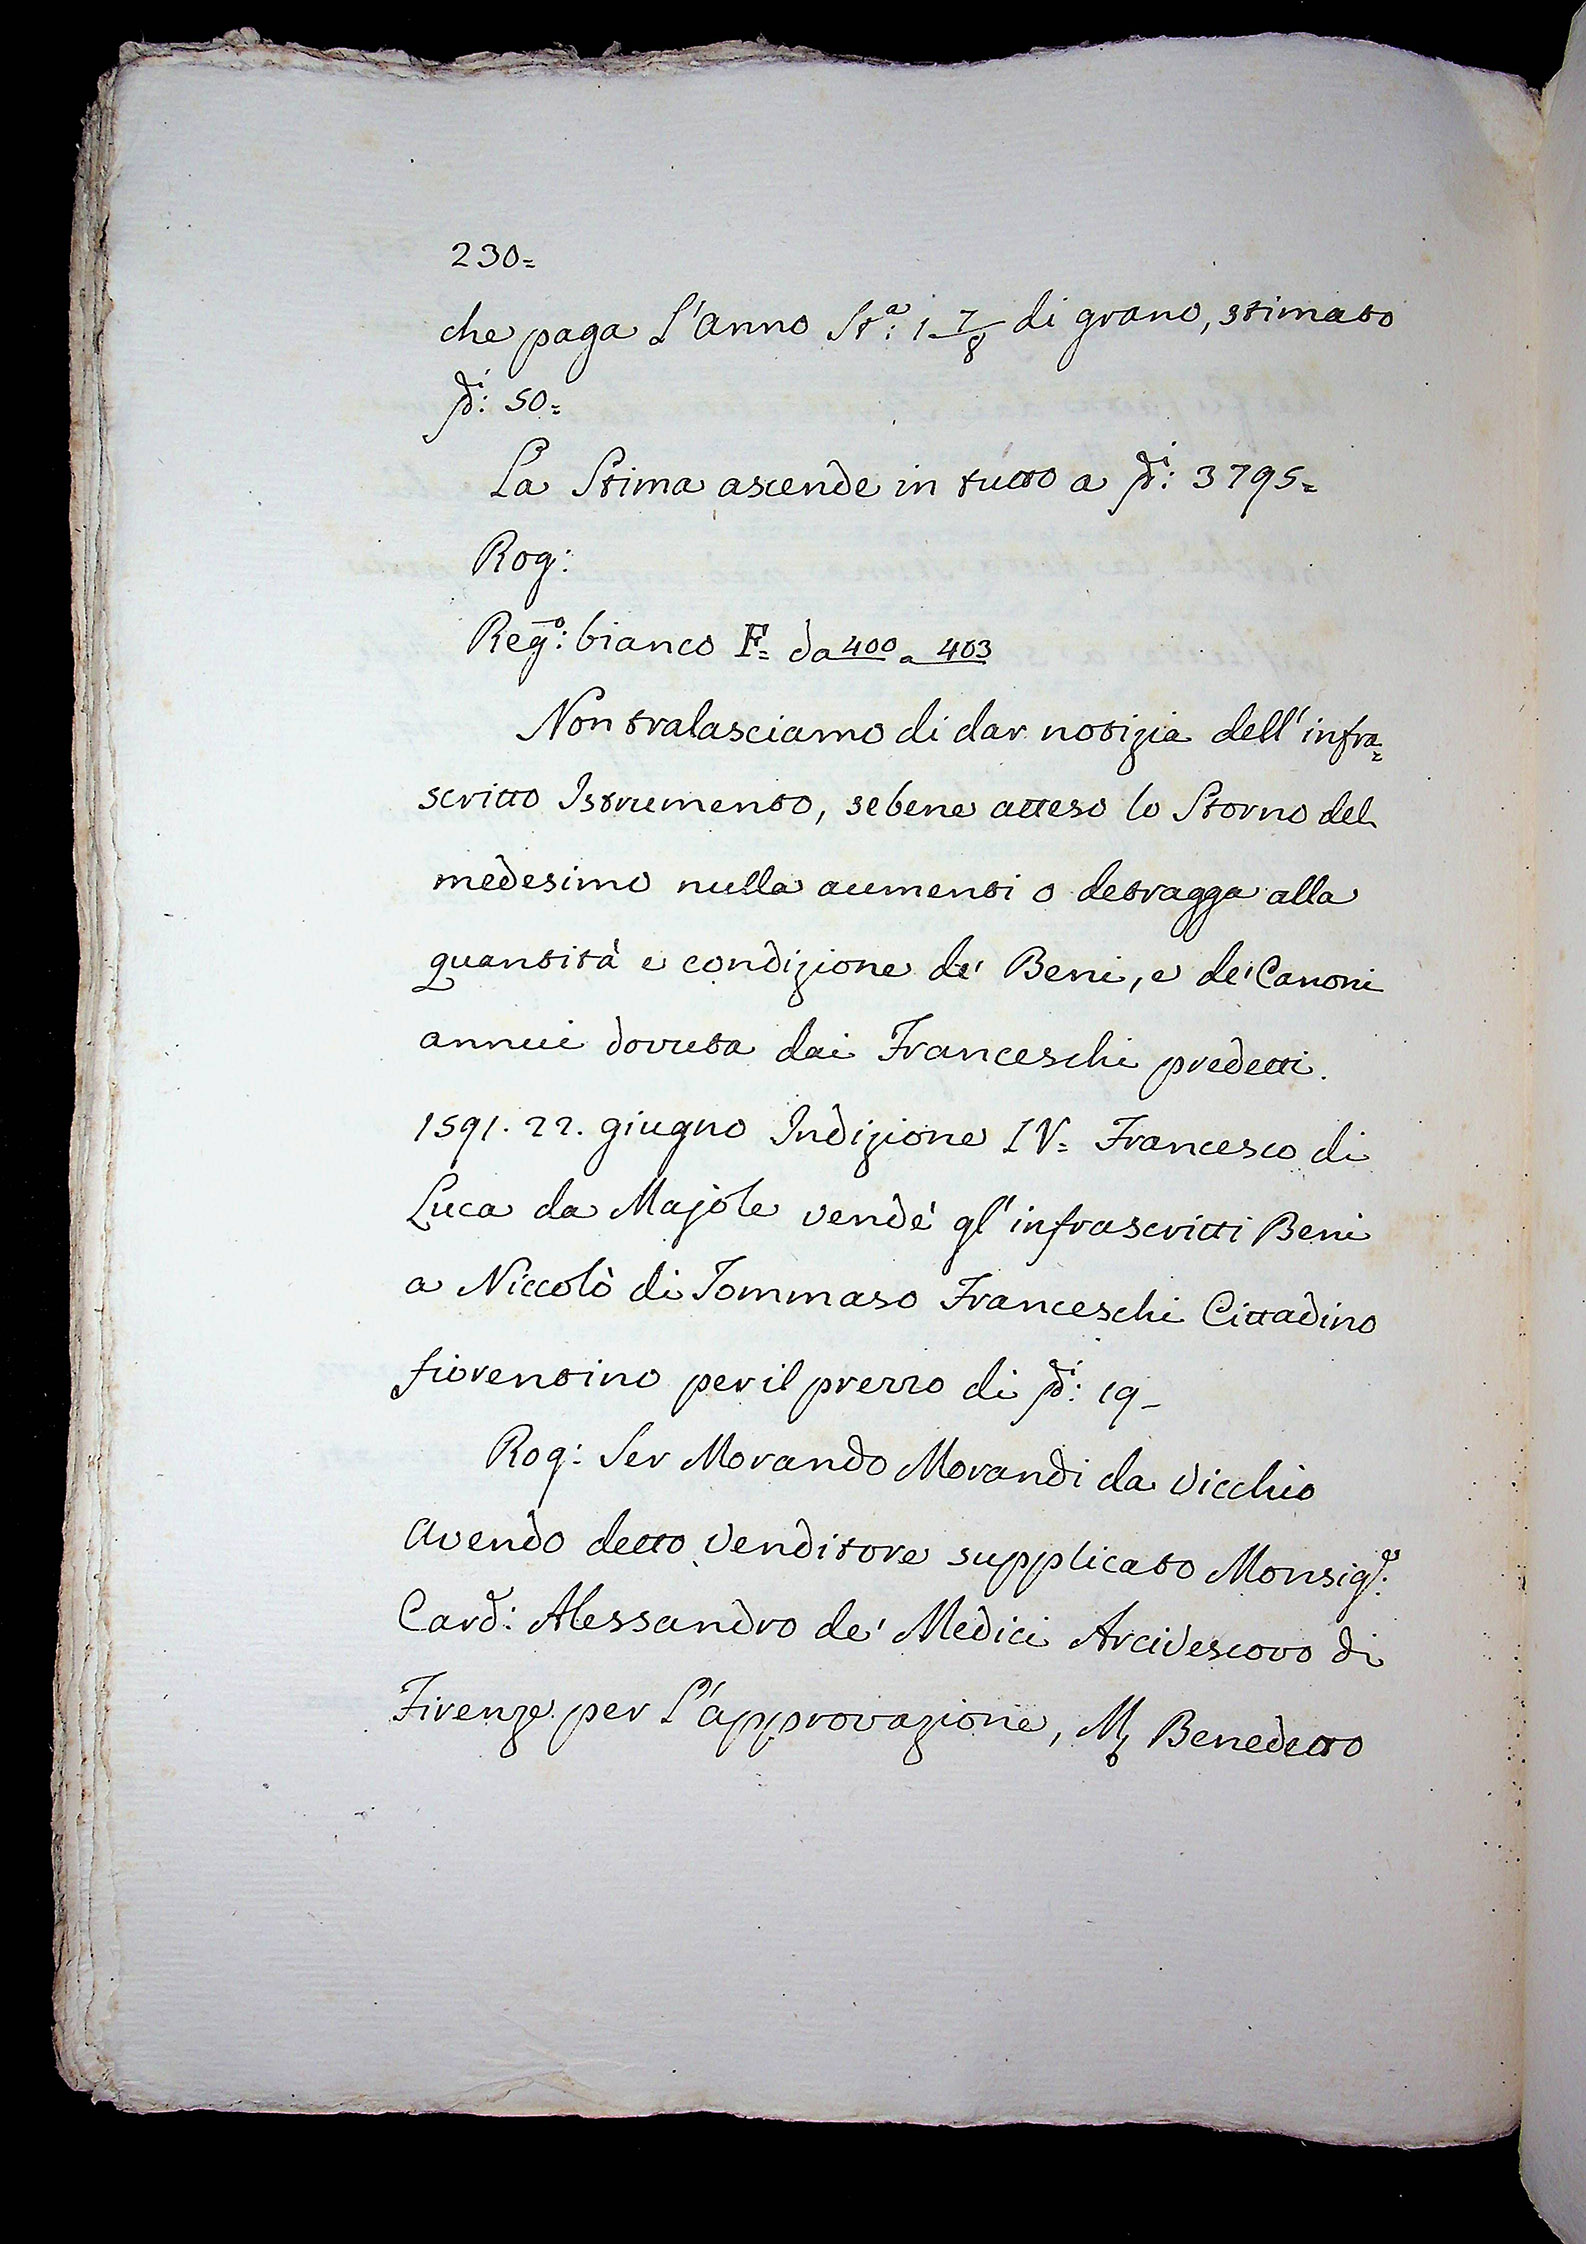 230=
che paga L'anno St.ª: 1 7/8 di grano, stimato
𝑠di: 50=
La Stima ascende in tutto a 𝑠di: 3795=
Rog:
Reg.º: bianco F= da 400 a 403
Non tralasciamo di dar notizia dell'infra=
scritto Istrumento, sebene atteso lo Storno del
medesimo nulla aumenti o detragga alla
quantità e condizione de' Beni, e de' Canoni
annui dovuta dai Franceschi predetti.
1591. 22. giugno Indizione IV= Francesco di
Luca da Majole vendè gl'infrascritti Beni
a Niccolò di Tommaso Franceschi Cittadino
fiorentino per il prezzo di 𝑠di: 19-
Rog: Ser Morando Morandi da Vicchio
Avendo detto Venditore supplicato Monsig.r:
Card: Alessandro de' Medici Arcivescovo di
Firenze per l'approvazione, M. Benedetto